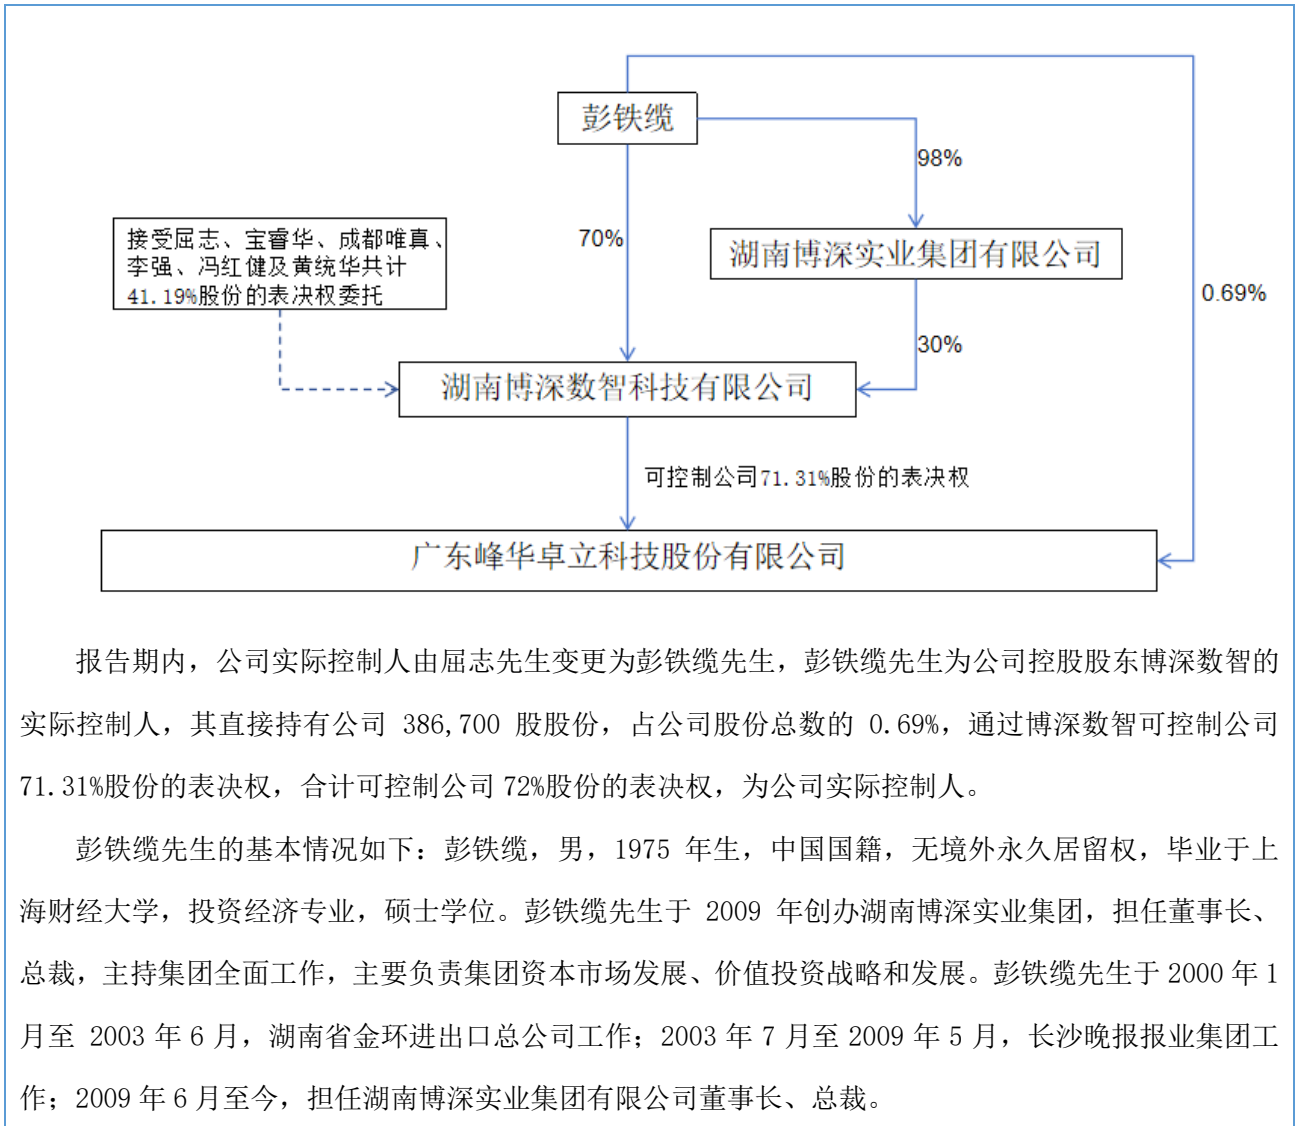 彭铁缆
98%
接受屈志、宝睿华、成都唯真、
李强、冯红健及黄统华共计
41.19%股份的表决权委托
70%
湖南博深实业集团有限公司
0.69%
30%
湖南博深数智科技有限公司
可控制公司71.31%股份的表决权
广东峰华卓立科技股份有限公司
报告期内，公司实际控制人由屈志先生变更为彭铁缆先生，彭铁缆先生为公司控股股东博深数智的
实际控制人，其直接持有公司 386,700 股股份，占公司股份总数的 0.69%，通过博深数智可控制公司
71.31%股份的表决权，合计可控制公司 72%股份的表决权，为公司实际控制人。
彭铁缆先生的基本情况如下：彭铁缆，男，1975 年生，中国国籍，无境外永久居留权，毕业于上
海财经大学，投资经济专业，硕士学位。彭铁缆先生于 2009 年创办湖南博深实业集团，担任董事长、
总裁，主持集团全面工作，主要负责集团资本市场发展、价值投资战略和发展。彭铁缆先生于 2000 年 1
月至 2003 年 6 月，湖南省金环进出口总公司工作；2003 年 7 月至 2009 年 5 月，长沙晚报报业集团工
作；2009 年 6 月至今，担任湖南博深实业集团有限公司董事长、总裁。